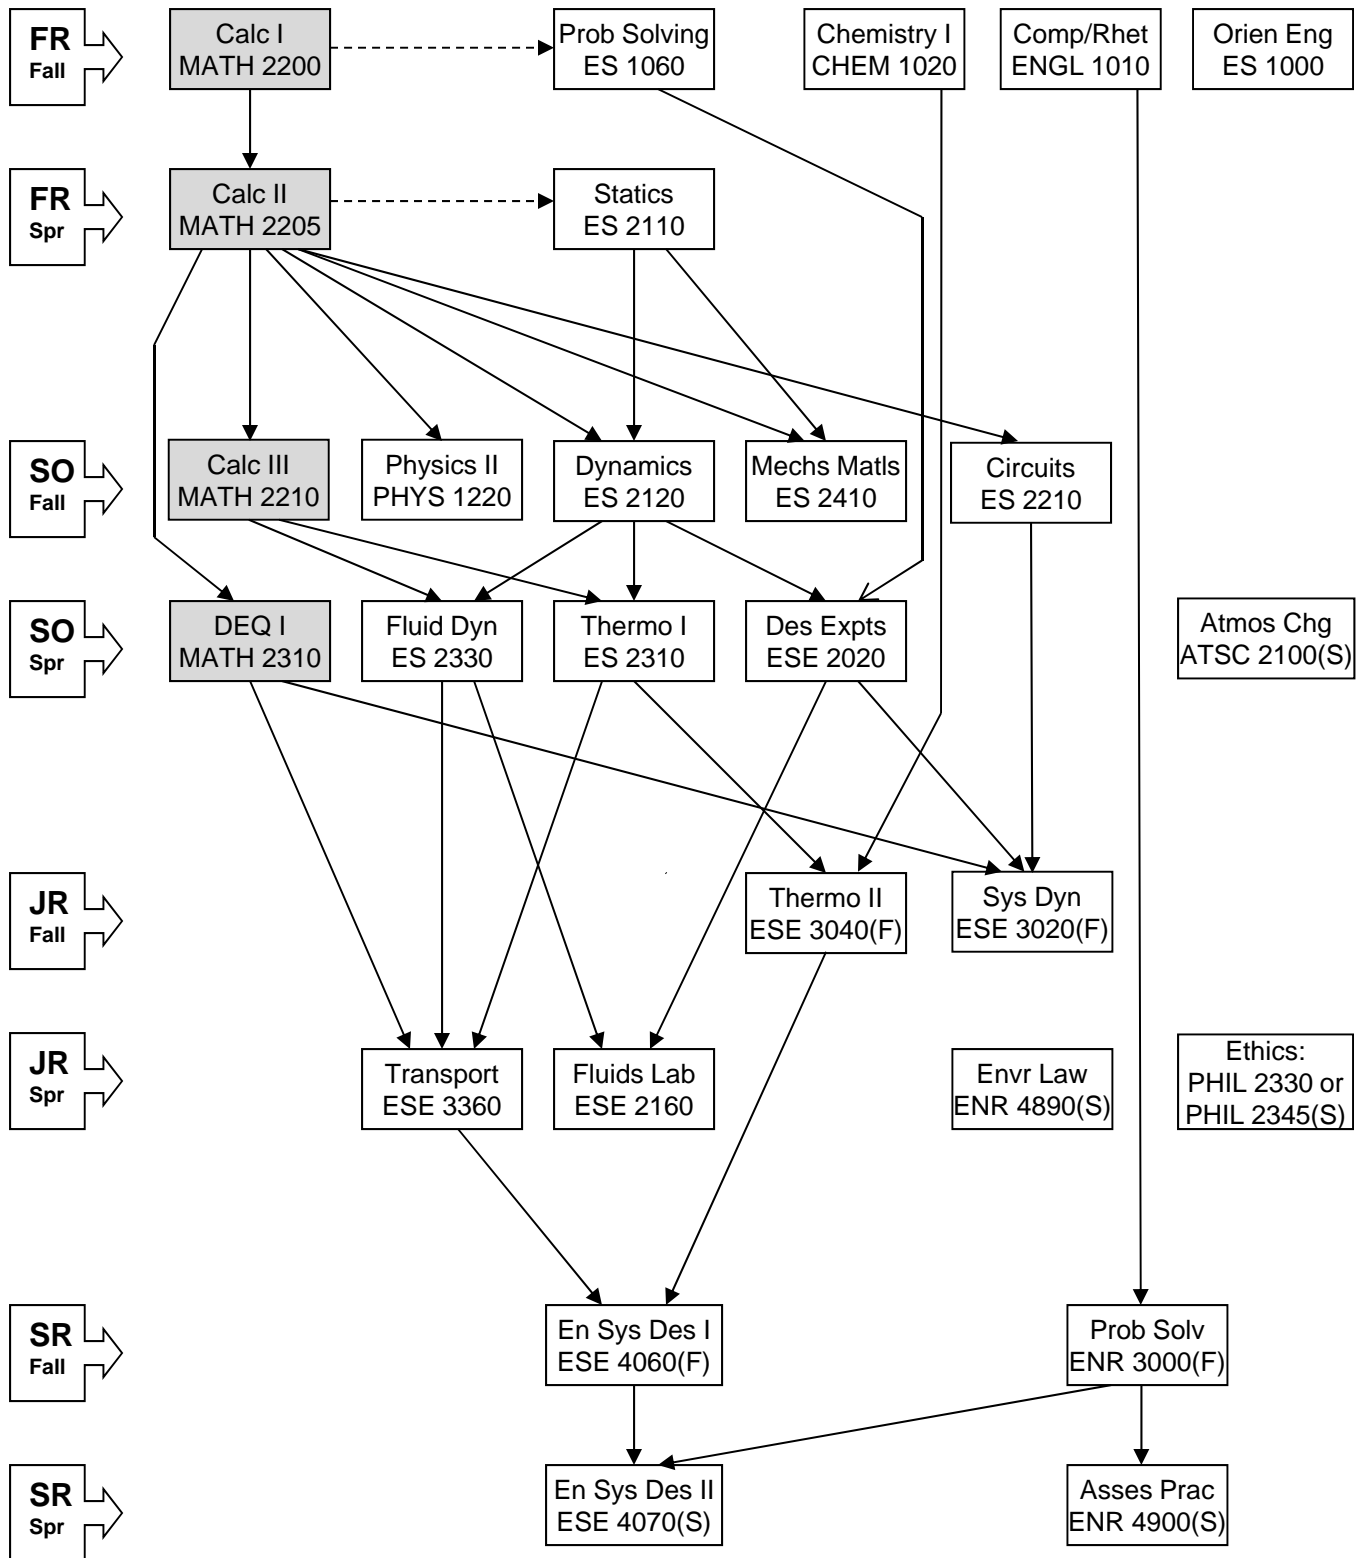 FR
Fall
Calc I
MATH 2200
Prob Solving
ES 1060
Chemistry I
CHEM 1020
Comp/Rhet
ENGL 1010
Orien Eng
ES 1000
FR
Spr
Calc II
MATH 2205
Statics
ES 2110
SO
Fall
Calc III
MATH 2210
Physics II
PHYS 1220
Dynamics
ES 2120
Mechs Matls
ES 2410
Circuits
ES 2210
SO
Spr
DEQ I
MATH 2310
Fluid Dyn
ES 2330
Thermo I
ES 2310
Des Expts
ESE 2020
Atmos Chg
ATSC 2100(S)
JR
Fall
Thermo II
ESE 3040(F)
Sys Dyn
ESE 3020(F)
JR
Spr
Transport
ESE 3360
Fluids Lab
ESE 2160
Envr Law
ENR 4890(S)
Ethics:
PHIL 2330 or
PHIL 2345(S)
SR
Fall
En Sys Des I
ESE 4060(F)
Prob Solv
ENR 3000(F)
SR
Spr
En Sys Des II
ESE 4070(S)
Asses Prac
ENR 4900(S)